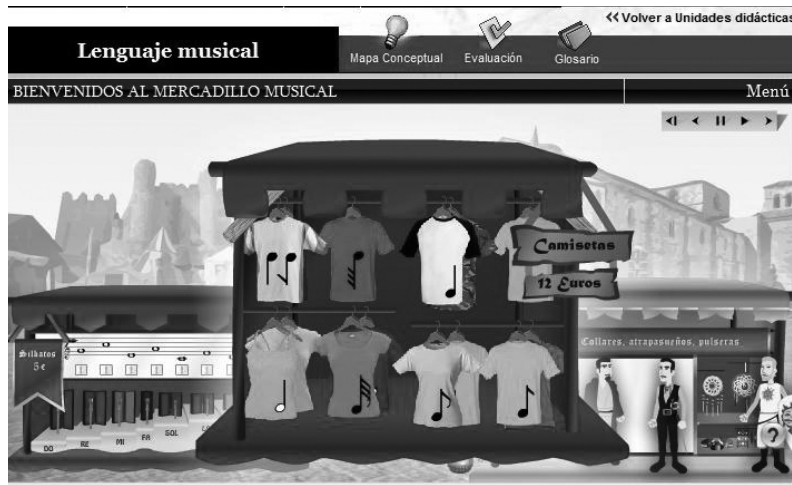 << Volver a Unidades didácticas
Lenguaje musical
Mapa Conceptual
Evaluación
Glosario
BIENVENIDOS AL MERCADILLO MUSICAL
Menú
Camisetas
12 Euros
Silbatos
5 €
Collares, atrapasueños, pulseras
DO RE MI FA SOL
?